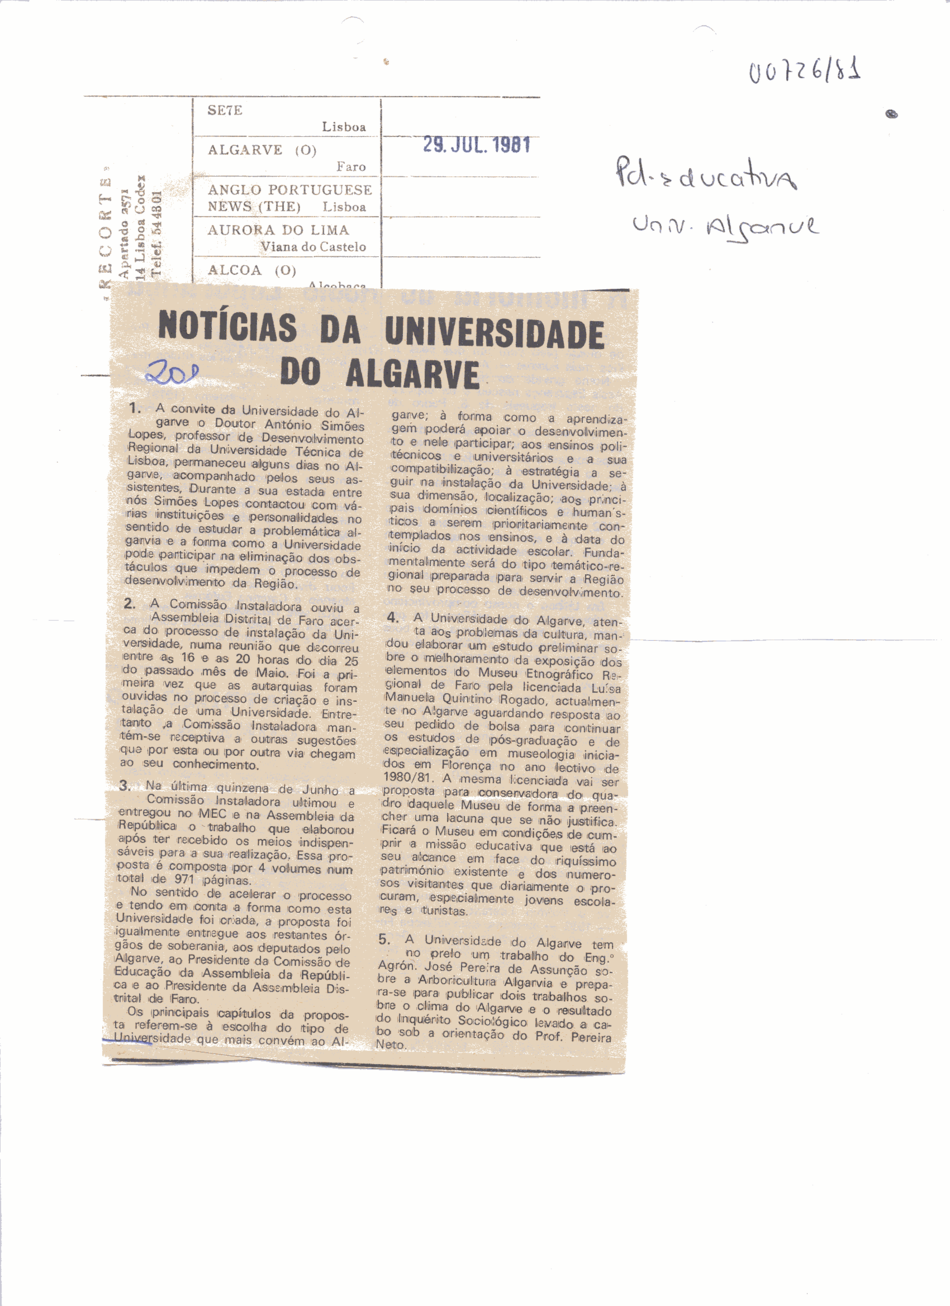 00726/81
SETE
Lisboa
ALGARVE (O)
Faro
ANGLO PORTUGUESE
NEWS (THE) Lisboa
AURORA DO LIMA
Viana do Castelo
ALCOA (O)
Alcobaça
29. JUL. 1981
"RECORTE"
Apartado 2571
14 Lisboa Codex
Telef. 544801
Pol. Educativa
Univ. Algarve
NOTÍCIAS DA UNIVERSIDADE
DO ALGARVE
1. A convite da Universidade do Al-
garve o Doutor António Simões
Lopes, professor de Desenvolvimento
Regional da Universidade Técnica de
Lisboa, permaneceu alguns dias no Al-
garve, acompanhado pelos seus as-
sistentes, Durante a sua estada entre
nós Simões Lopes contactou com vá-
rias instituições e personalidades no
sentido de estudar a problemática al-
garvia e a forma como a Universidade
pode participar na eliminação dos obs-
táculos que impedem o processo de
desenvolvimento da Região.
2. A Comissão Instaladora ouviu a
Assembleia Distrital de Faro acer-
ca do processo de instalação da Uni-
versidade, numa reunião que decorreu
entre as 16 e as 20 horas do dia 25
do passado mês de Maio. Foi a pri-
meira vez que as autarquias foram
ouvidas no processo de criação e ins-
talação de uma Universidade. Entre-
tanto ,a Comissão Instaladora man-
têm-se receptiva a outras sugestões
que por esta ou por outra via chegam
ao seu conhecimento.
3. Na última quinzena de Junho a
Comissão Instaladora ultimou e
entregou no MEC e na Assembleia da
República o trabalho que elaborou
após ter recebido os meios indispen-
sáveis para a sua realização. Essa pro-
posta é composta por 4 volumes num
total de 971 páginas.
No sentido de acelerar o processo
e tendo em conta a forma como esta
Universidade foi criada, a proposta foi
igualmente entregue aos restantes ór-
gãos de soberania, aos deputados pelo
Algarve, ao Presidente da Comissão de
Educação da Assembleia da Repúbli-
ca e ao Presidente da Assembleia Dis-
trital de Faro.
Os principais capítulos da propos-
ta referem-se à escolha do tipo de
Universidade que mais convém ao Al-
garve; à forma como a aprendiza-
gem poderá apoiar o desenvolvimen-
to e nele participar; aos ensinos poli-
técnicos e universitários e a sua
compatibilização; à estratégia a se-
guir na instalação da Universidade; à
sua dimensão, localização; aos princi-
pais domínios científicos e humanís-
ticos a serem prioritariamente con-
templados nos ensinos, e à data do
início da actividade escolar. Funda-
mentalmente será do tipo temático-re-
gional preparada para servir a Região
no seu processo de desenvolvimento.
4. A Universidade do Algarve, aten-
ta aos problemas da cultura, man-
dou elaborar um estudo preliminar so-
bre o melhoramento da exposição dos
elementos do Museu Etnográfico Re-
gional de Faro pela licenciada Luísa
Manuela Quintino Rogado, actualmen-
te no Algarve aguardando resposta ao
seu pedido de bolsa para continuar
os estudos de pós-graduação e de
especialização em museologia inicia-
dos em Florença no ano lectivo de
1980/81. A mesma licenciada vai ser
proposta para conservadora do qua-
dro daquele Museu de forma a preen-
cher uma lacuna que se não justifica.
Ficará o Museu em condições de cum-
prir a missão educativa que está ao
seu alcance em face do riquíssimo
património existente e dos numero-
sos visitantes que diariamente o pro-
curam, especialmente jovens escola-
res e turistas.
5. A Universidade do Algarve tem
no prelo um trabalho do Eng.º
Agrón. José Pereira de Assunção so-
bre a Arboricultura Algarvia e prepa-
ra-se para publicar dois trabalhos so-
bre o clima do Algarve e o resultado
do Inquérito Sociológico levado a ca-
bo sob a orientação do Prof. Pereira
Neto.